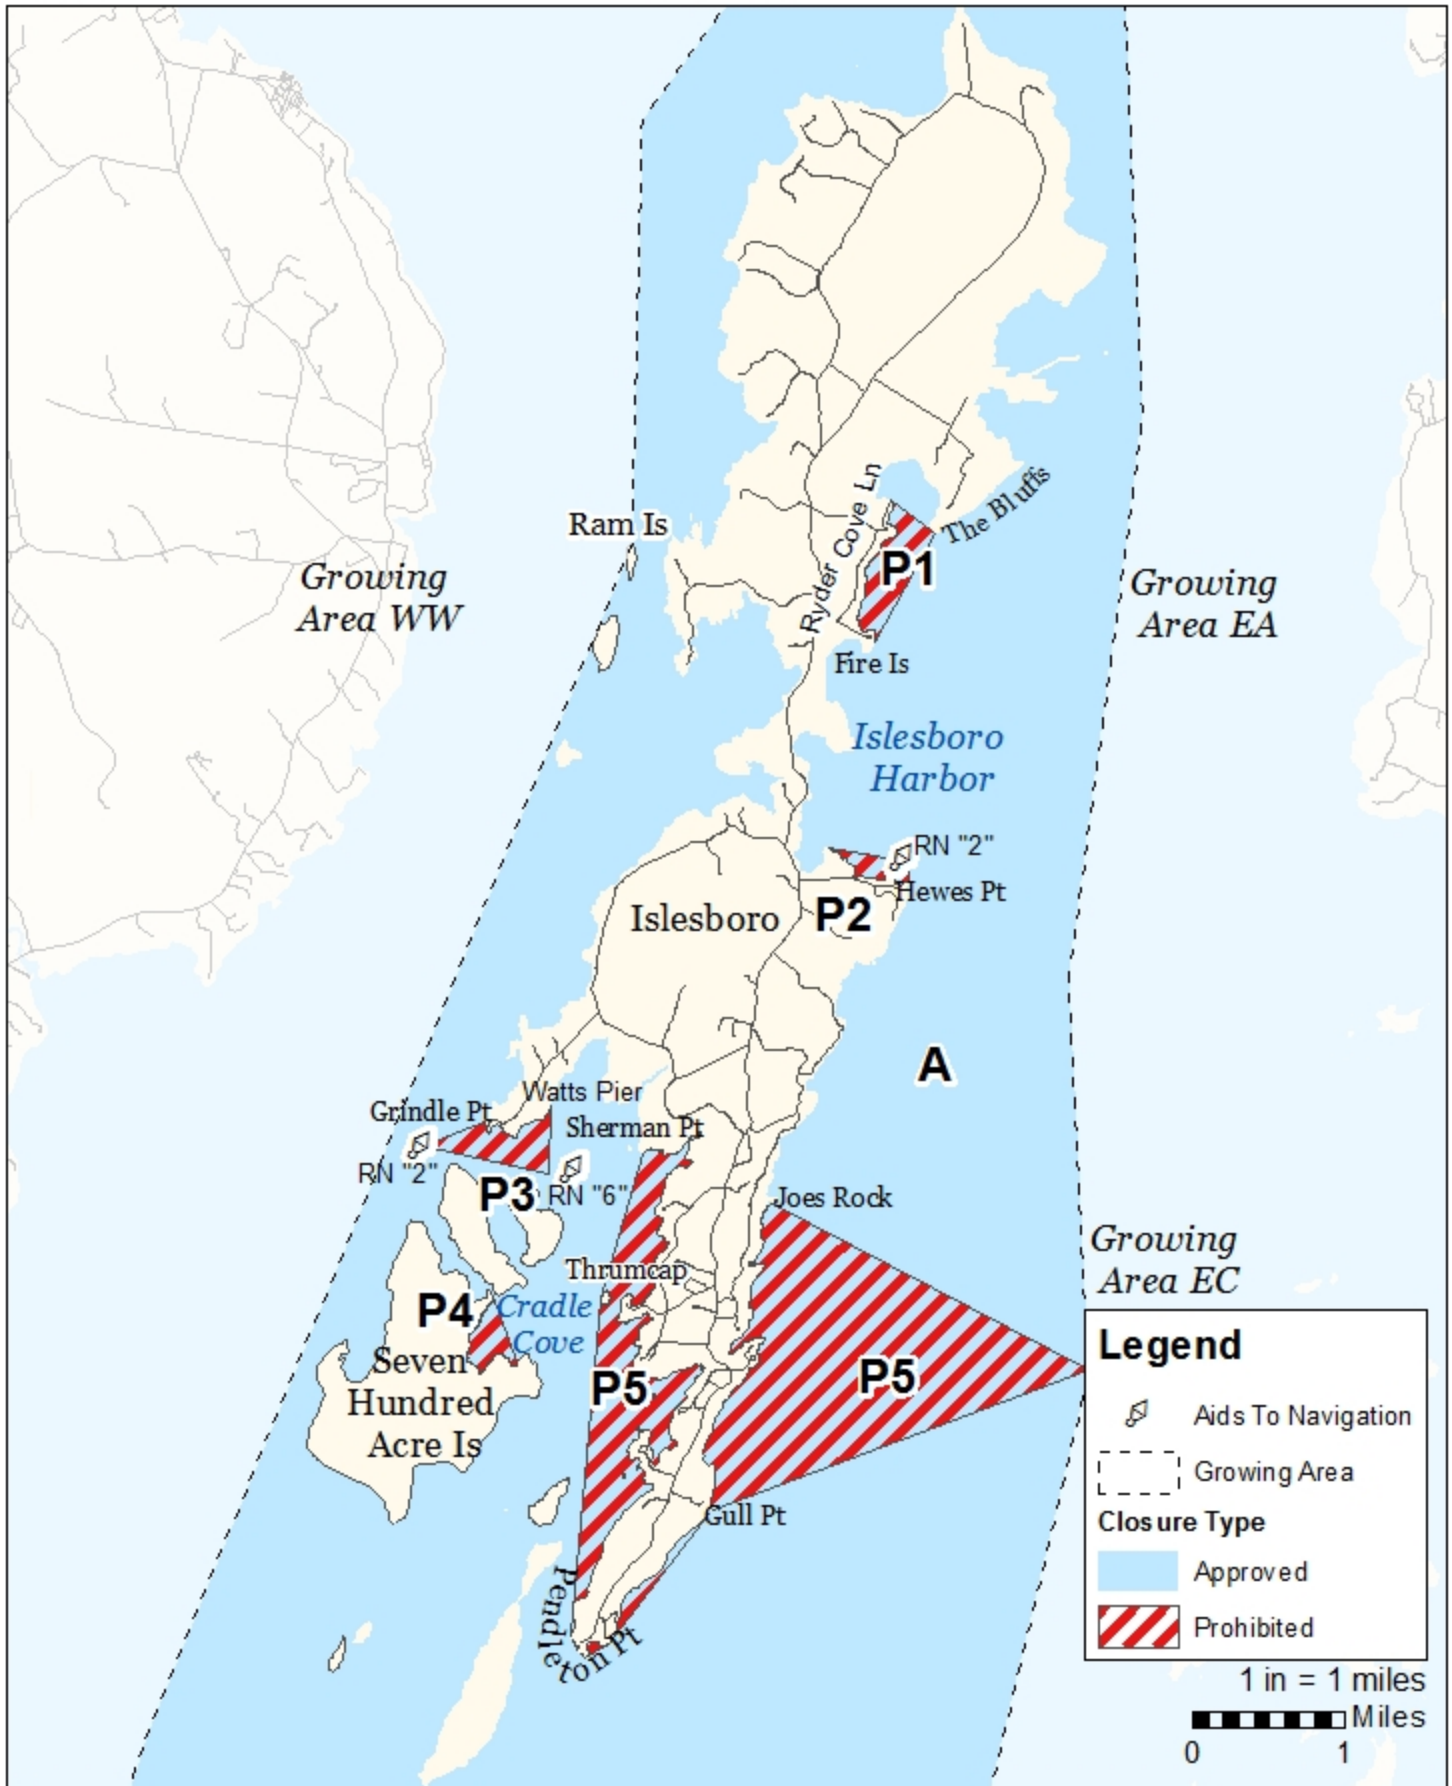 Ryder Cove Ln
The Bluffs
Ram Is
P1
Growing
Area WW
Growing
Area EA
Fire Is
Islesboro
Harbor
RN "2"
Hewes Pt
Islesboro
P2
A
Watts Pier
Grindle Pt
Sherman Pt
RN "2"
P3
RN "6"
Joes Rock
Growing
Area EC
Thrumcap
P4
Cradle
Cove
Seven
Hundred
Acre Is
P5
P5
Gull Pt
Pendleton Pt
Legend
Aids To Navigation
Growing Area
Closure Type
Approved
Prohibited
1 in = 1 miles
Miles
0 1